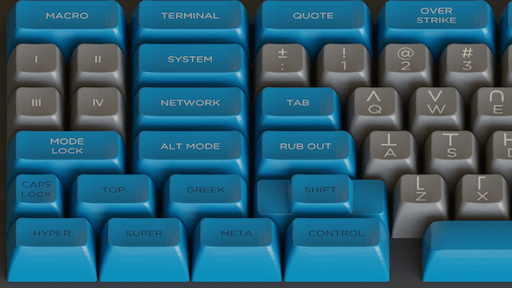 MACRO TERMINAL QUOTE OVER
STRIKE
I II SYSTEM ± ! @ #
: 1 2 3
III IV NETWORK TAB ∧ ∨ ∩
Q W E
MODE
LOCK ALT MODE RUB OUT ⊥ ⊤
A S
CAPS
LOCK TOP GREEK SHIFT ⌊ ⌈
Z X
HYPER SUPER META CONTROL